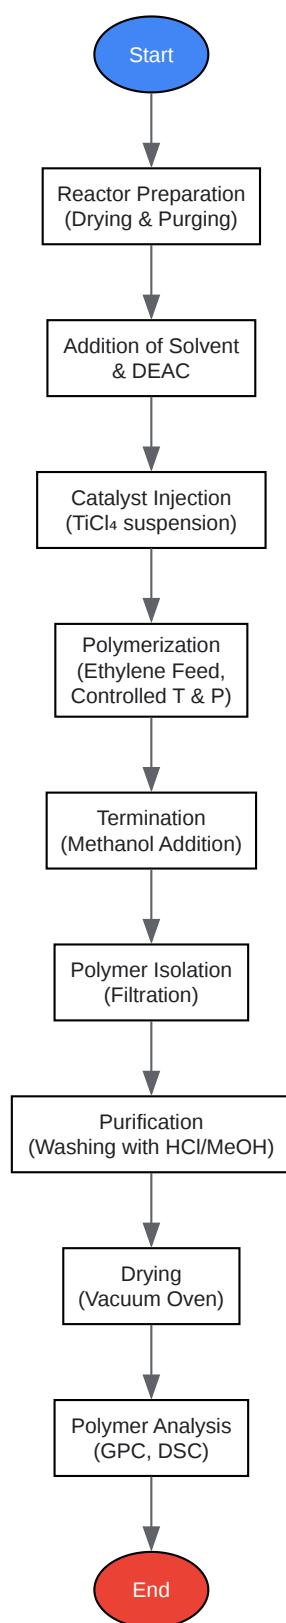 Start
Reactor Preparation
(Drying & Purging)
Addition of Solvent
& DEAC
Catalyst Injection
(TiCl₄ suspension)
Polymerization
(Ethylene Feed,
Controlled T & P)
Termination
(Methanol Addition)
Polymer Isolation
(Filtration)
Purification
(Washing with HCl/MeOH)
Drying
(Vacuum Oven)
Polymer Analysis
(GPC, DSC)
End